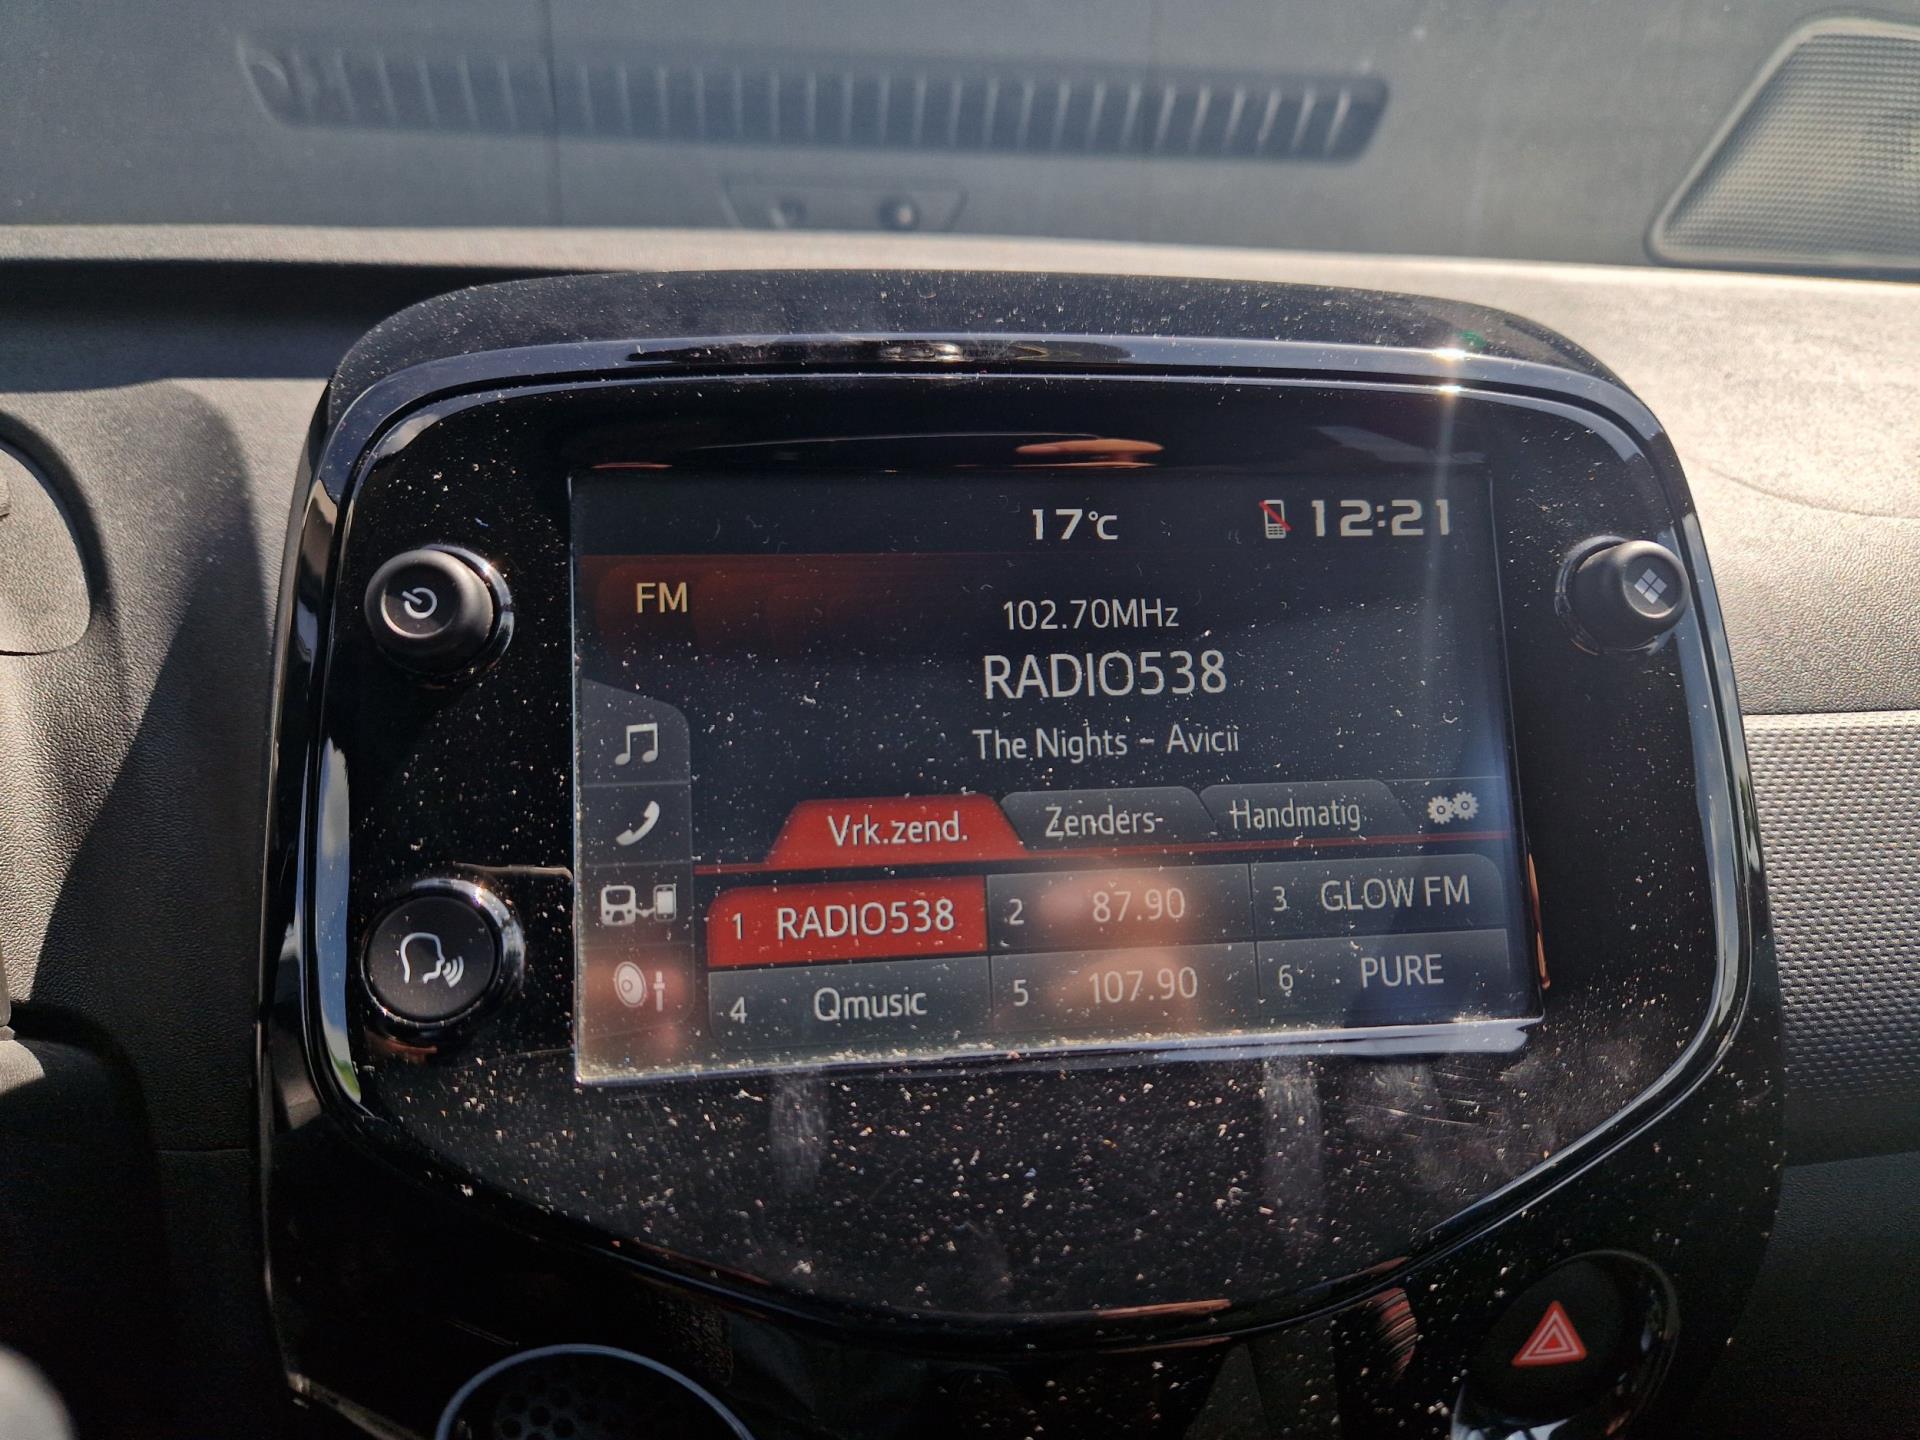 17°C 12:21
FM
102.70MHz
RADIO538
The Nights - Avicii
Vrk.zend. Zenders- Handmatig
1 RADIO538 2 87.90 3 GLOW FM
4 Qmusic 5 107.90 6 PURE